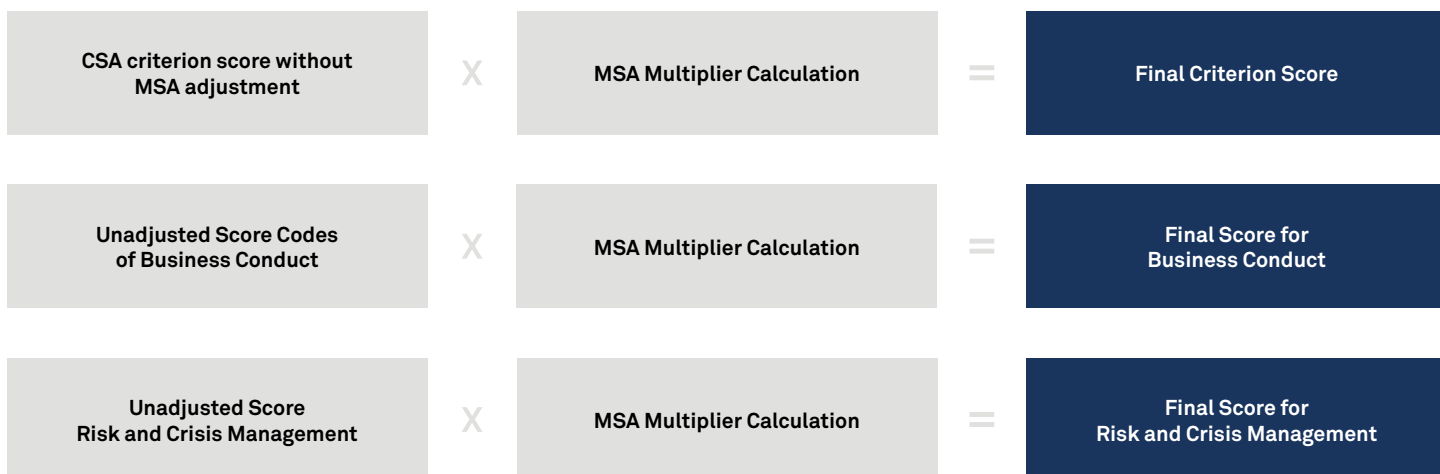 CSA criterion score without
MSA adjustment
X
MSA Multiplier Calculation
=
Final Criterion Score
Unadjusted Score Codes
of Business Conduct
X
MSA Multiplier Calculation
=
Final Score for
Business Conduct
Unadjusted Score
Risk and Crisis Management
X
MSA Multiplier Calculation
=
Final Score for
Risk and Crisis Management